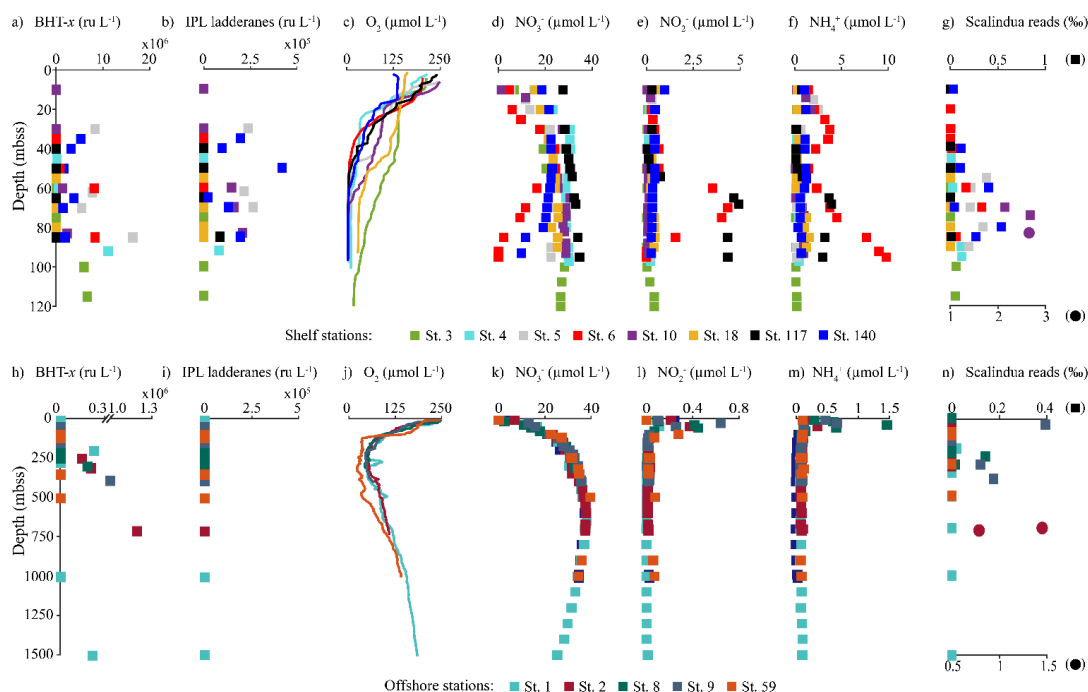 a) BHT-x (ru L⁻¹) b) IPL ladderanes (ru L⁻¹) c) O₂ (µmol L⁻¹) d) NO₃⁻ (µmol L⁻¹) e) NO₂⁻ (µmol L⁻¹) f) NH₄⁺ (µmol L⁻¹) g) Scalindua reads (‰)
x10⁶ x10⁵
0 10 20 0 5 0 125 250 0 20 40 0 2.5 5 0 5 10 0 0.5 1 (■)
Depth (mbss)
0
20
40
60
80
100
120
1 2 3 (●)
Shelf stations: St. 3 St. 4 St. 5 St. 6 St. 10 St. 18 St. 117 St. 140
h) BHT-x (ru L⁻¹) i) IPL ladderanes (ru L⁻¹) j) O₂ (µmol L⁻¹) k) NO₃⁻ (µmol L⁻¹) l) NO₂⁻ (µmol L⁻¹) m) NH₄⁺ (µmol L⁻¹) n) Scalindua reads (‰)
x10⁶ x10⁵
0 0.3 1.0 1.3 0 5 0 125 250 0 20 40 0 0.4 0.8 0 0.5 1 1.5 0 0.2 0.4 (■)
Depth (mbss)
0
250
500
750
1000
1250
1500
0.5 1 1.5 (●)
Offshore stations: St. 1 St. 2 St. 8 St. 9 St. 59